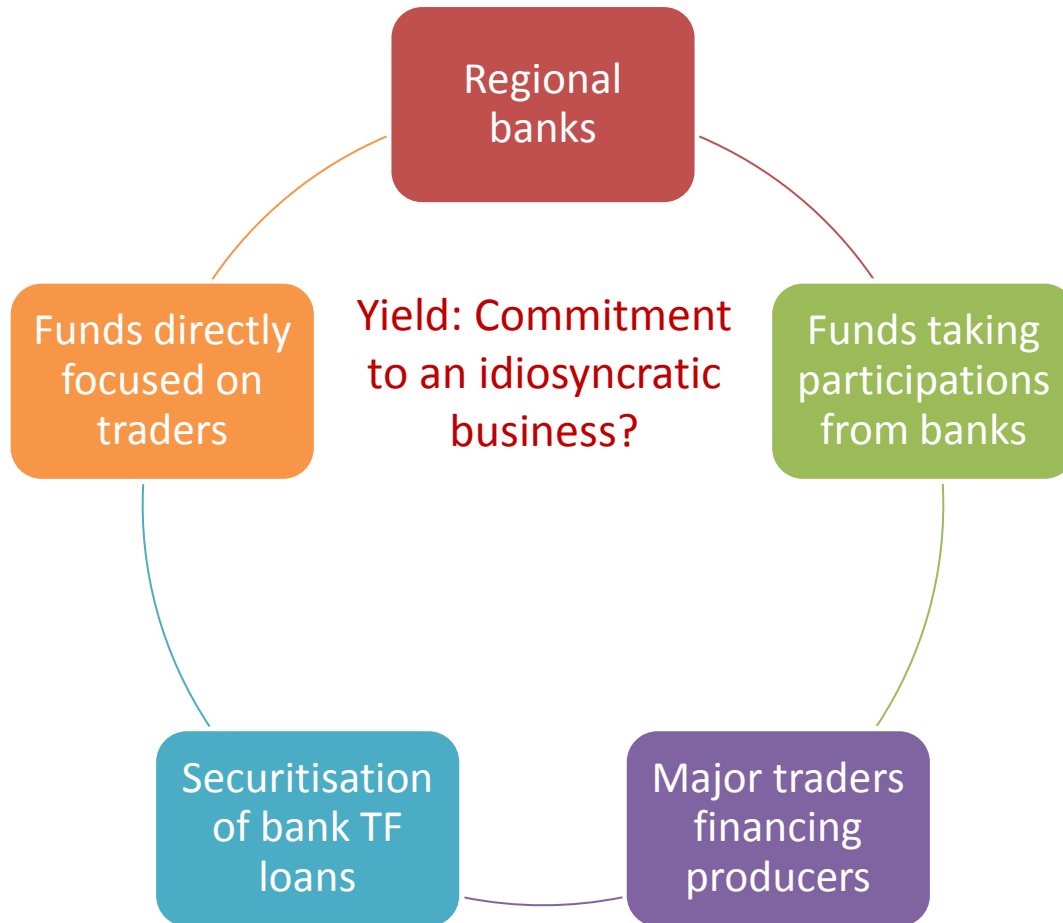 Regional
banks
Yield: Commitment
to an idiosyncratic
business?
Funds directly
focused on
traders
Funds taking
participations
from banks
Securitisation
of bank TF
loans
Major traders
financing
producers